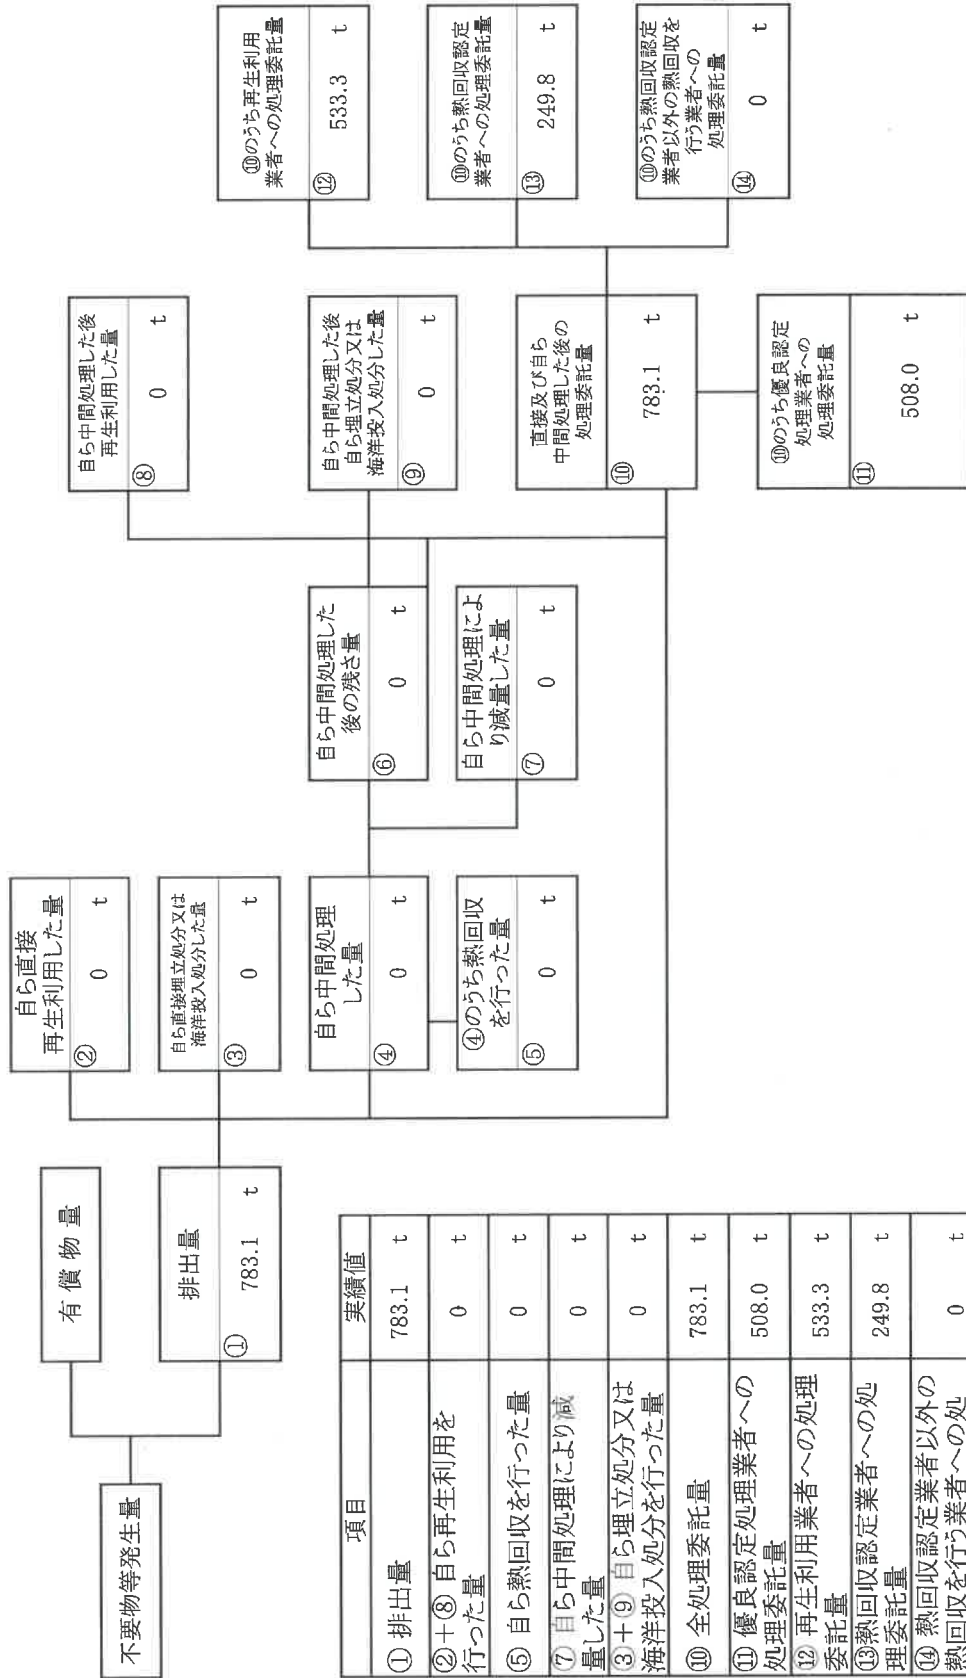 不要物等発生量
有償物量
排出量
① 783.1 t
自ら直接
再生利用した量
② 0 t
自ら直接埋立処分又は
海洋投入処分した量
③ 0 t
自ら中間処理
した量
④ 0 t
④のうち熱回収
を行った量
⑤ 0 t
自ら中間処理した
後の残さ量
⑥ 0 t
自ら中間処理によ
り減量した量
⑦ 0 t
自ら中間処理した後
再生利用した量
⑧ 0 t
自ら中間処理した後
自ら埋立処分又は
海洋投入処分した量
⑨ 0 t
直接及び自ら
中間処理した後の
処理委託量
⑩ 783.1 t
⑩のうち優良認定
処理業者への
処理委託量
⑪ 508.0 t
⑩のうち再生利用
業者への処理委託量
⑫ 533.3 t
⑩のうち熱回収認定
業者への処理委託量
⑬ 249.8 t
⑩のうち熱回収認定
業者以外の熱回収を
行う業者への
処理委託量
⑭ 0 t
項目 実績値
① 排出量 783.1 t
②+⑧ 自ら再生利用を
行った量 0 t
⑤ 自ら熱回収を行った量 0 t
⑦ 自ら中間処理により減
量した量 0 t
③+⑨ 自ら埋立処分又は
海洋投入処分を行った量 0 t
⑩ 全処理委託量 783.1 t
⑪ 優良認定処理業者への
処理委託量 508.0 t
⑫ 再生利用業者への処理
委託量 533.3 t
⑬熱回収認定業者への処
理委託量 249.8 t
⑭ 熱回収認定業者以外の
熱回収を行う業者への処 0 t